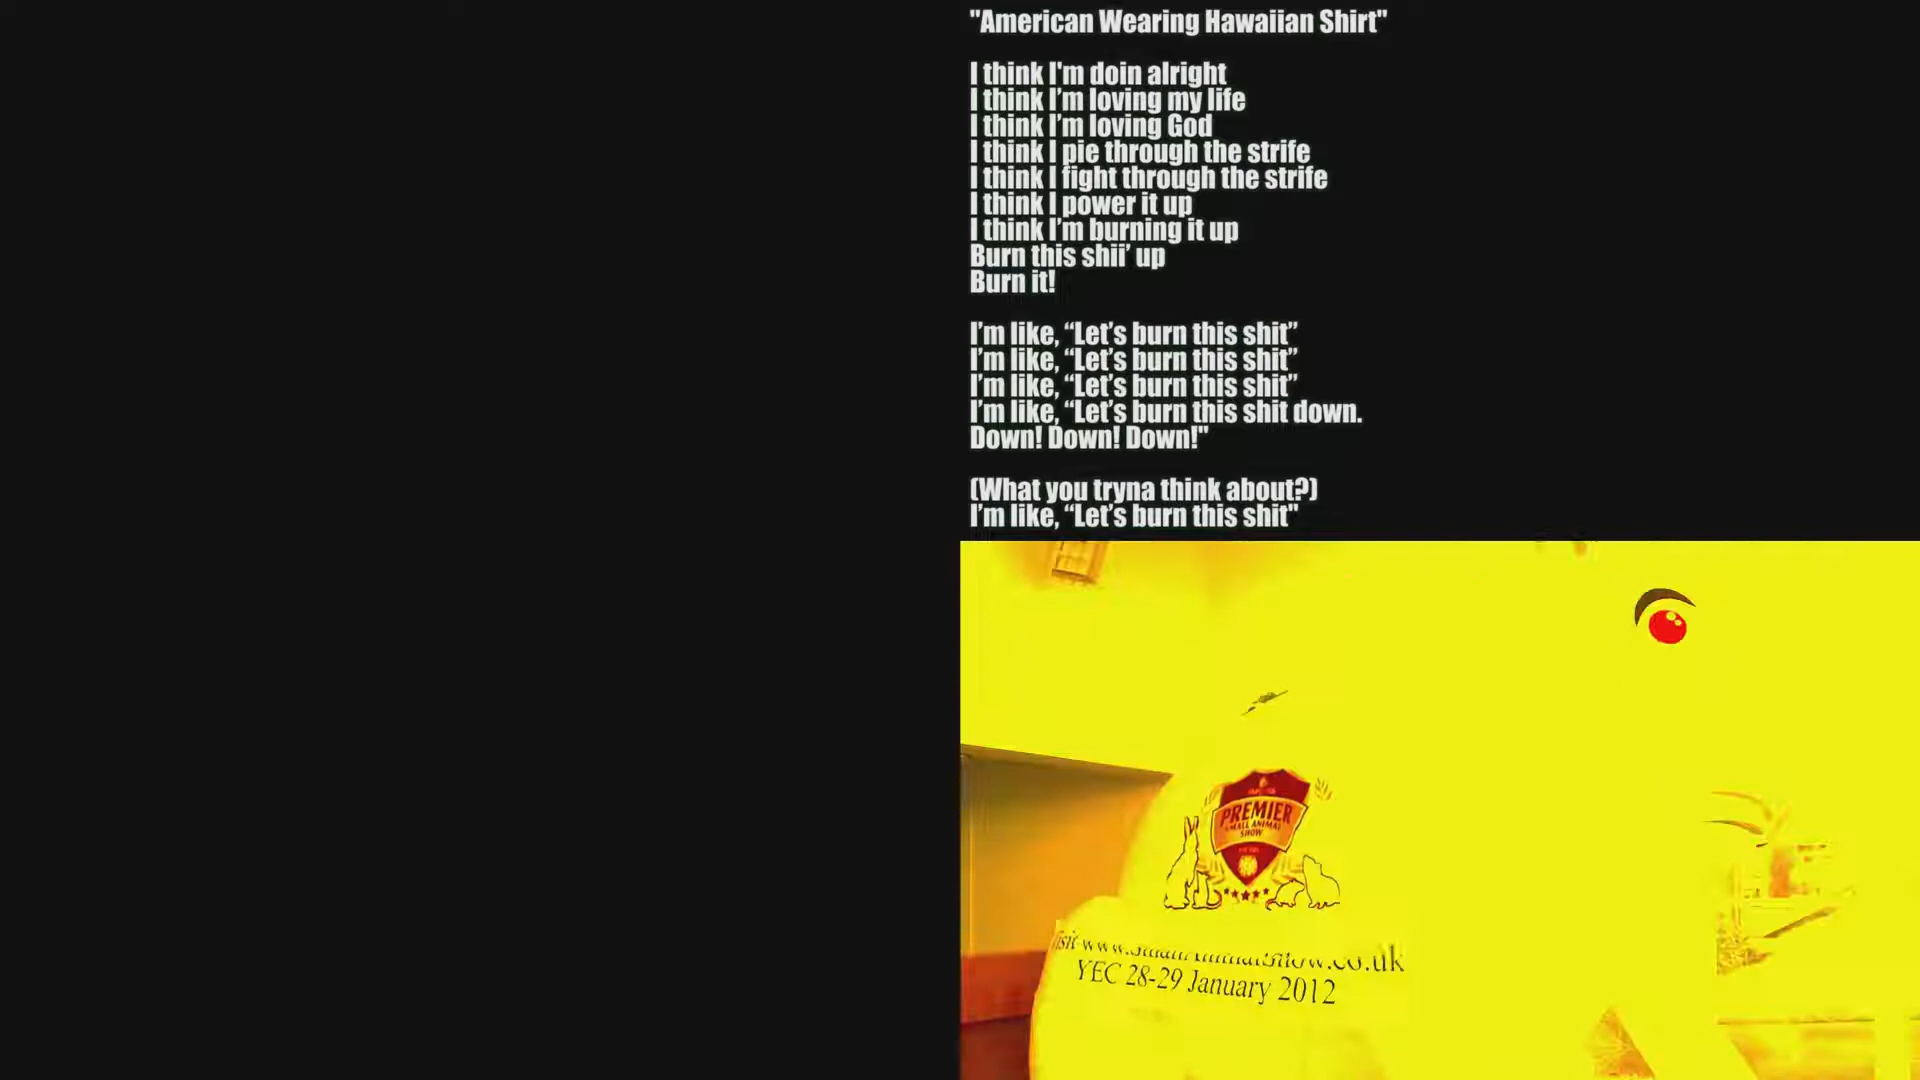 "American Wearing Hawaiian Shirt"
I think I'm doin alright
I think I’m loving my life
I think I’m loving God
I think I pie through the strife
I think I fight through the strife
I think I power it up
I think I’m burning it up
Burn this shii’ up
Burn it!
I’m like, “Let’s burn this shit”
I’m like, “Let’s burn this shit”
I’m like, “Let’s burn this shit”
I’m like, “Let’s burn this shit down.
Down! Down! Down!"
(What you tryna think about?)
I’m like, “Let’s burn this shit"
PREMIER
SMALL ANIMAL
SHOW
YEC 28-29 January 2012